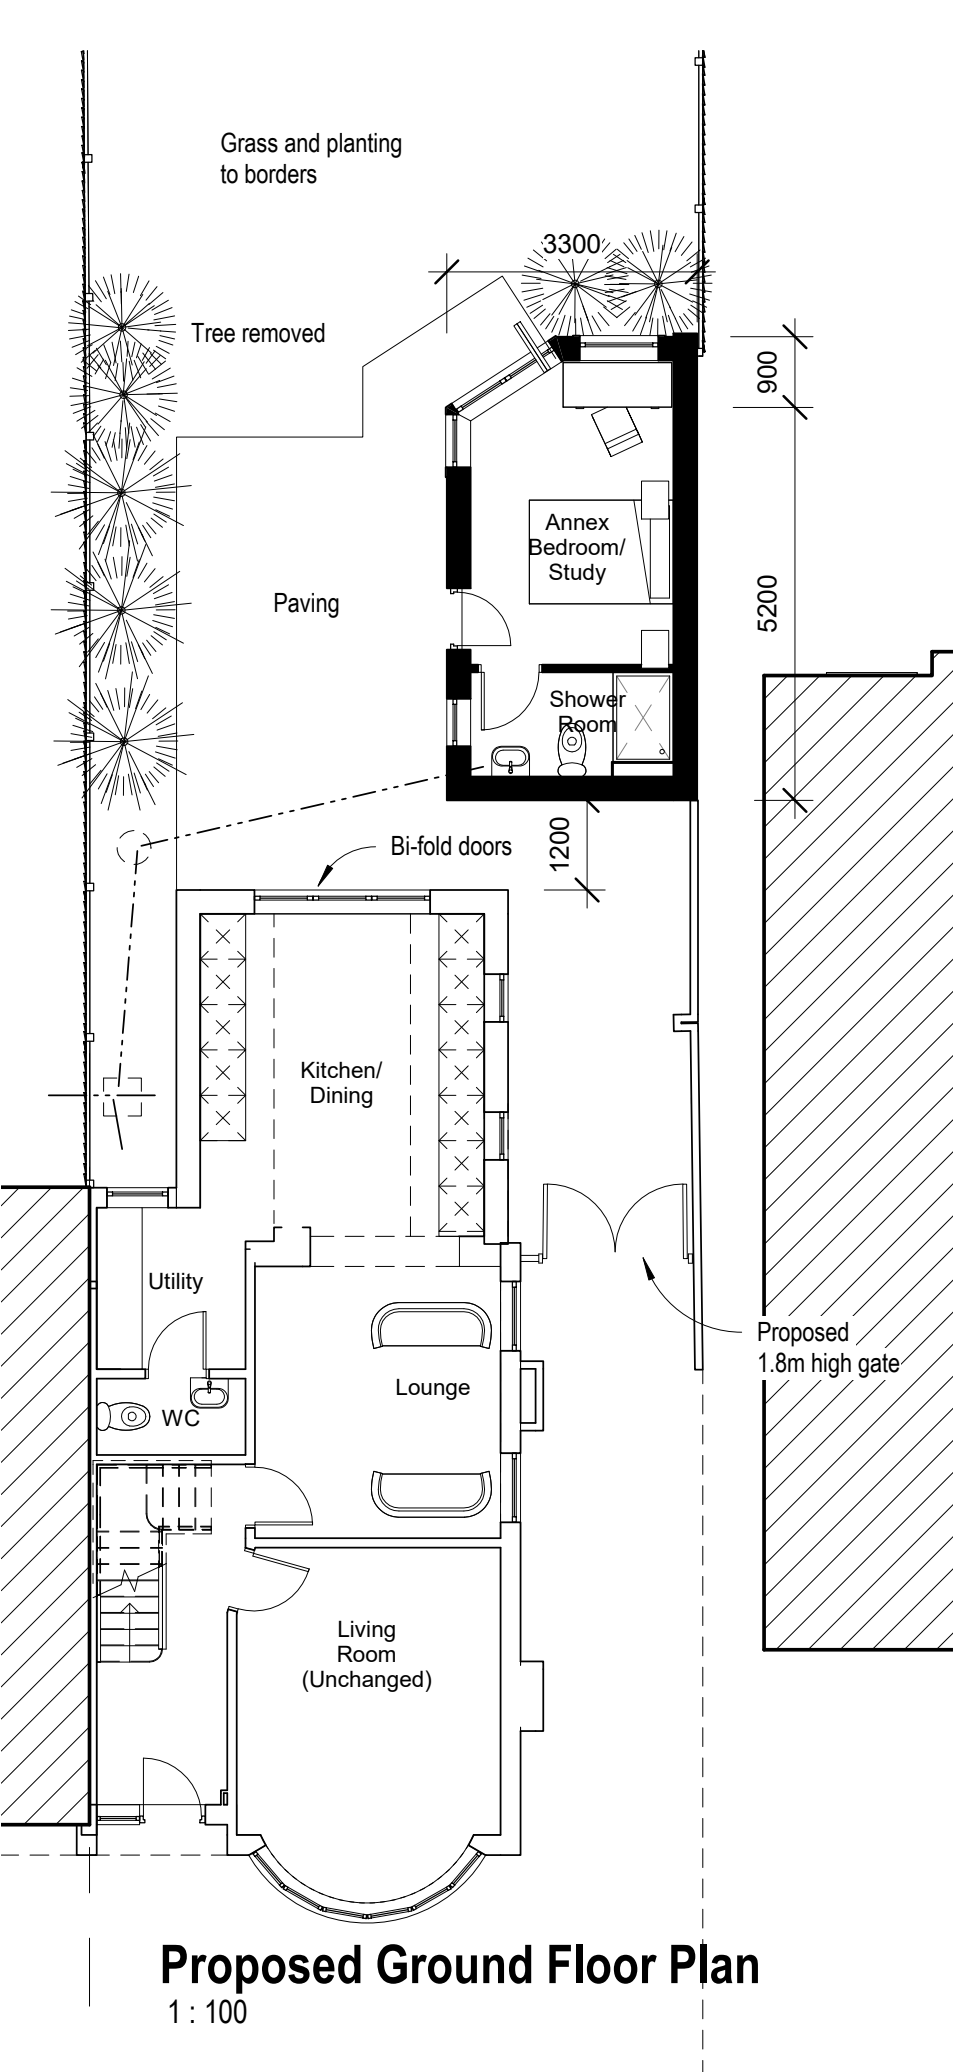 Grass and planting
to borders
3300
Tree removed
900
Annex
Bedroom/
Study
5200
Paving
Shower
Room
1200
Bi-fold doors
Kitchen/
Dining
Utility
Proposed
1.8m high gate
Lounge
WC
Living
Room
(Unchanged)
Proposed Ground Floor Plan
1 : 100